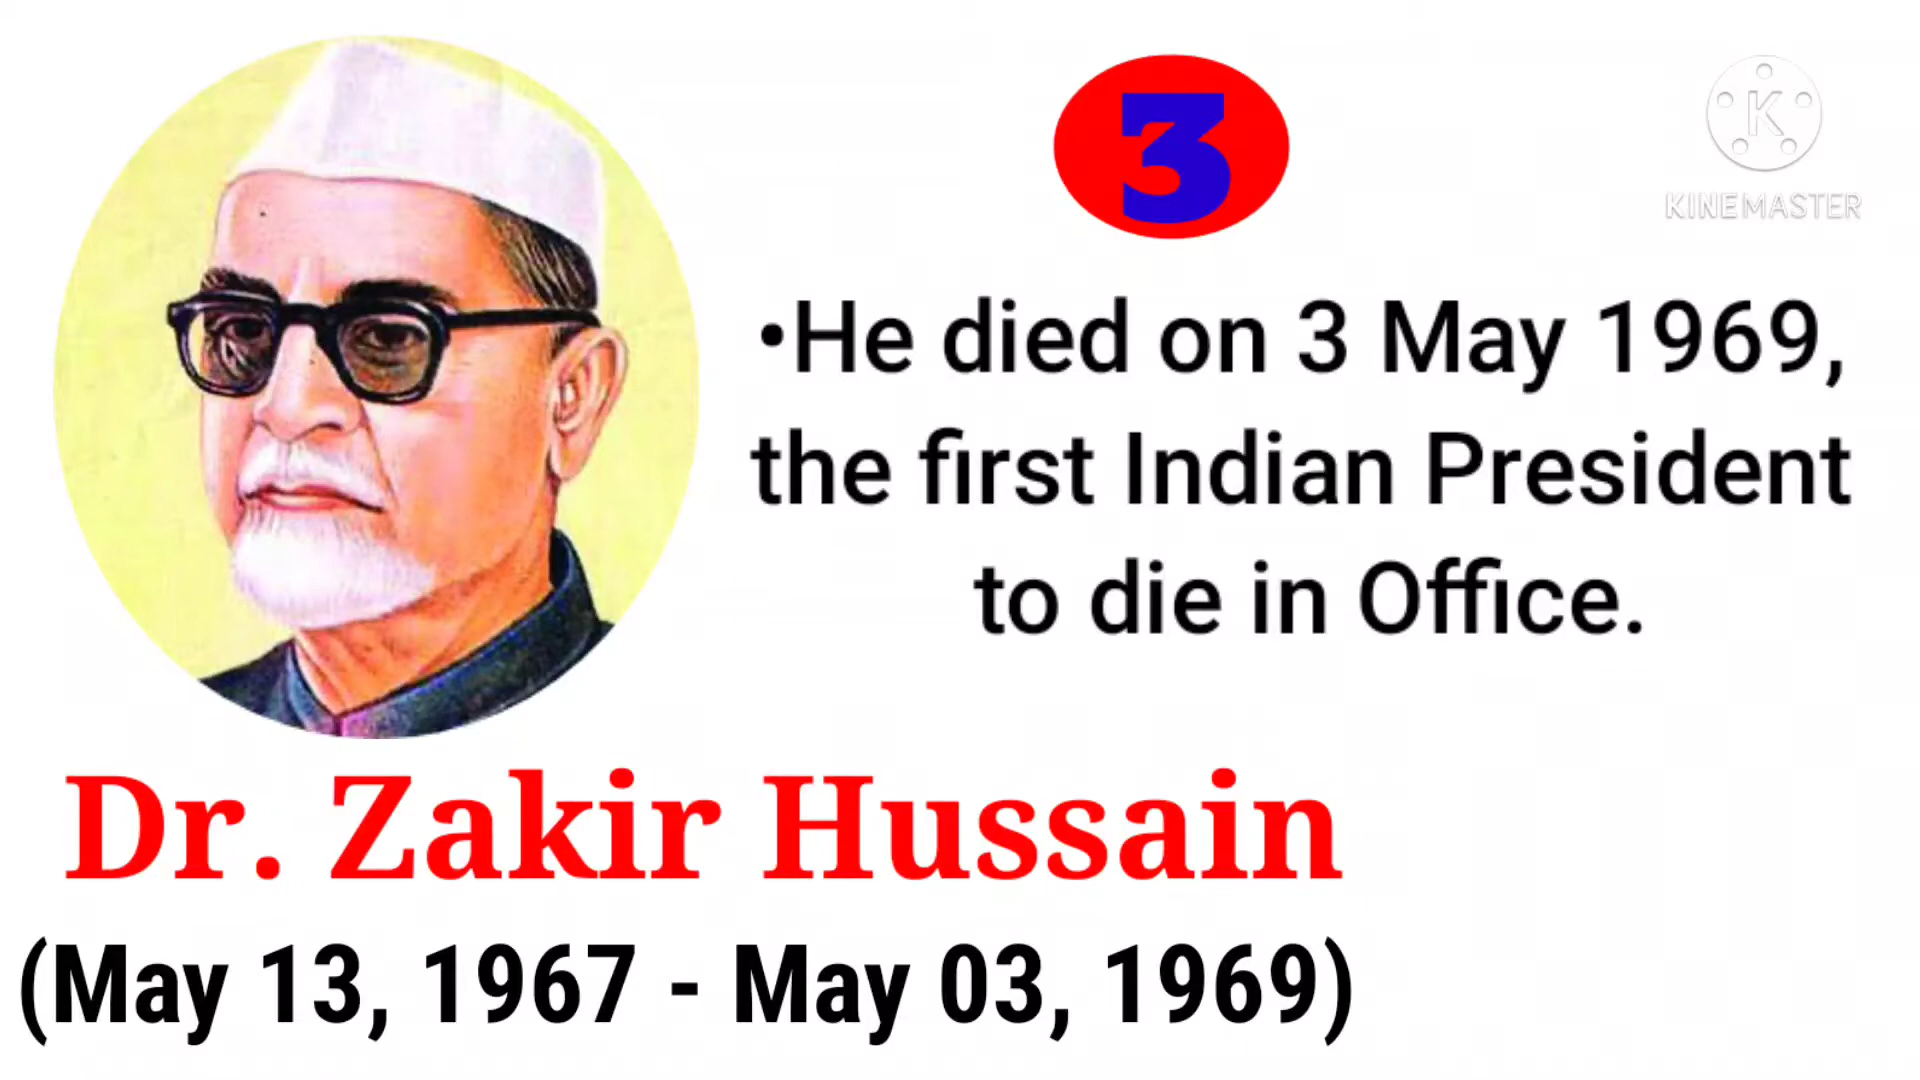 3
K
KINEMASTER
•He died on 3 May 1969,
the first Indian President
to die in Office.
Dr. Zakir Hussain
(May 13, 1967 - May 03, 1969)